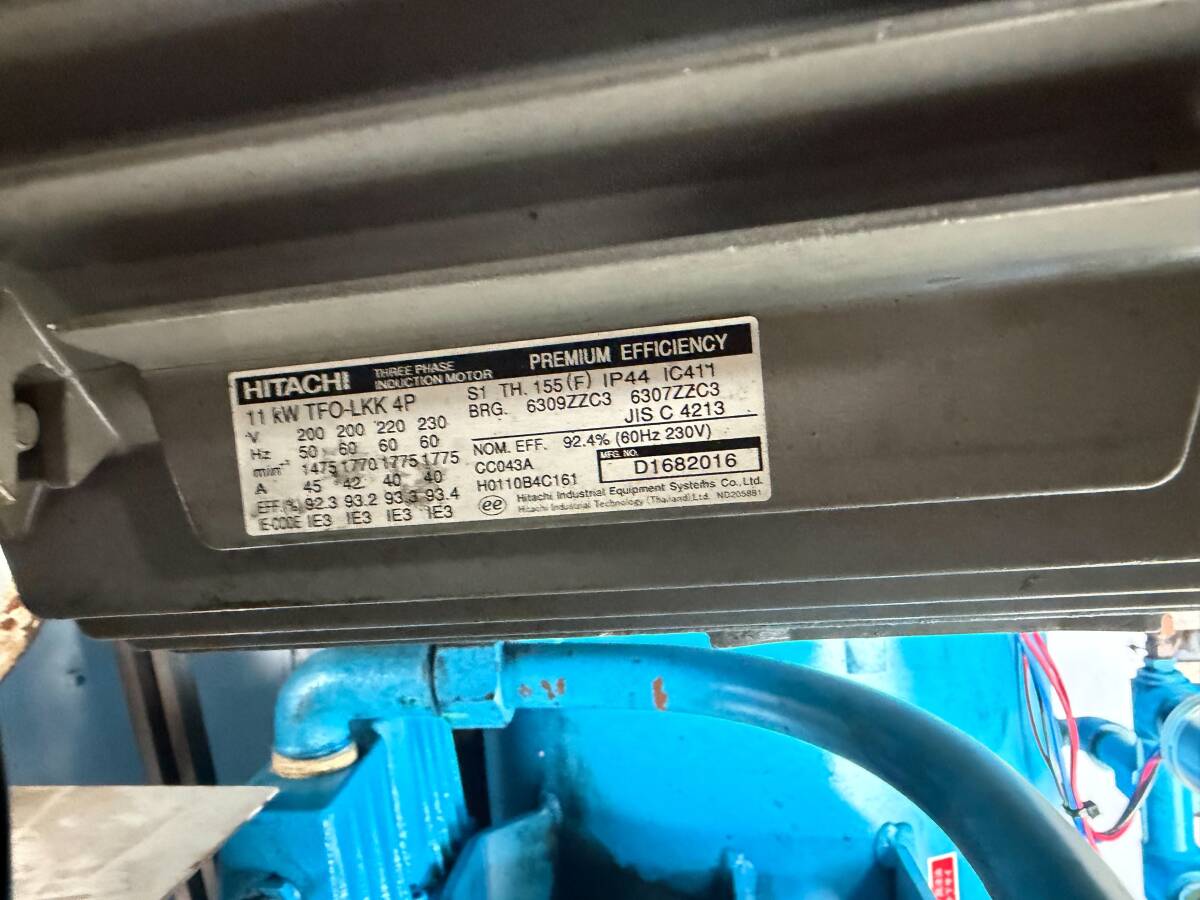 HITACHI THREE PHASE INDUCTION MOTOR PREMIUM EFFICIENCY
11 kW TFO-LKK 4P
V 200 200 220 230
Hz 50 60 60 60
min⁻¹ 1475 1770 1775 1775
A 45 42 40 40
EFF.(%) 92.3 93.2 93.3 93.4
IE-CODE IE3 IE3 IE3 IE3
S1 TH. 155 (F) IP44 IC411
BRG. 6309ZZC3 6307ZZC3
JIS C 4213
NOM. EFF. 92.4% (60Hz 230V)
CC043A
H0110B4C161
MFG. NO. D1682016
ee
Hitachi Industrial Equipment Systems Co., Ltd.
Hitachi Industrial Technology (Thailand) Ltd. ND205881